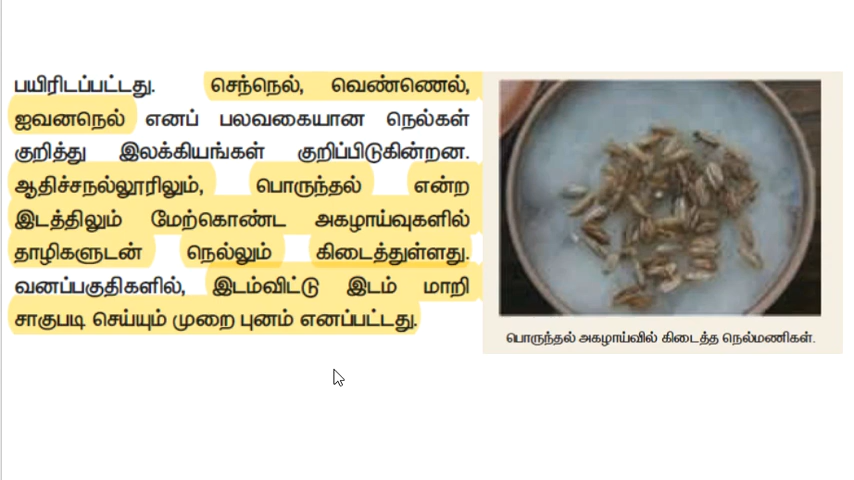 பயிரிடப்பட்டது. செந்நெல், வெண்ணெல்,
ஐவனநெல் எனப் பலவகையான நெல்கள்
குறித்து இலக்கியங்கள் குறிப்பிடுகின்றன.
ஆதிச்சநல்லூரிலும், பொருந்தல் என்ற
இடத்திலும் மேற்கொண்ட அகழாய்வுகளில்
தாழிகளுடன் நெல்லும் கிடைத்துள்ளது.
வனப்பகுதிகளில், இடம்விட்டு இடம் மாறி
சாகுபடி செய்யும் முறை புனம் எனப்பட்டது.
பொருந்தல் அகழாய்வில் கிடைத்த நெல்மணிகள்.